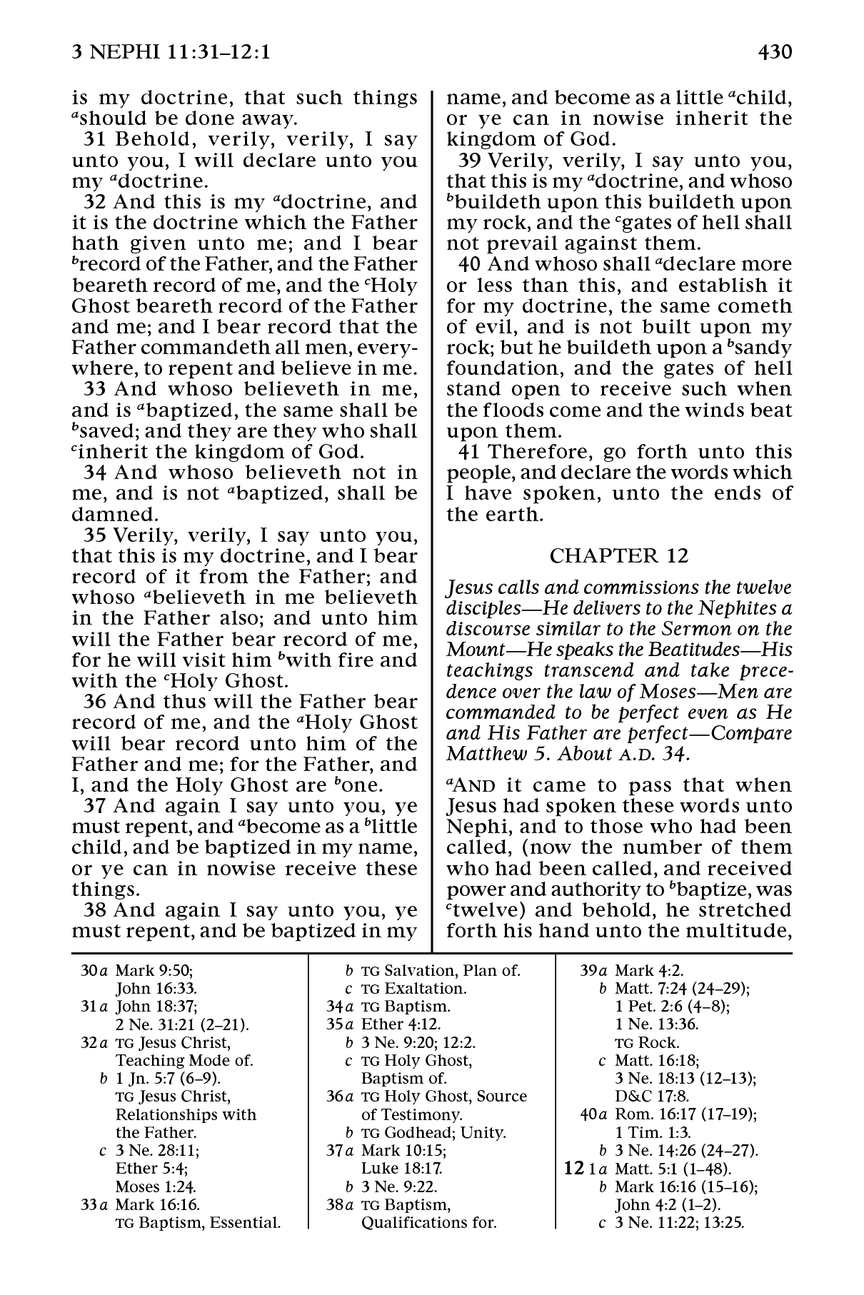 3 NEPHI 11:31–12:1 430
is my doctrine, that such things
ashould be done away.
31 Behold, verily, verily, I say
unto you, I will declare unto you
my adoctrine.
32 And this is my adoctrine, and
it is the doctrine which the Father
hath given unto me; and I bear
brecord of the Father, and the Father
beareth record of me, and the cHoly
Ghost beareth record of the Father
and me; and I bear record that the
Father commandeth all men, every-
where, to repent and believe in me.
33 And whoso believeth in me,
and is abaptized, the same shall be
bsaved; and they are they who shall
cinherit the kingdom of God.
34 And whoso believeth not in
me, and is not abaptized, shall be
damned.
35 Verily, verily, I say unto you,
that this is my doctrine, and I bear
record of it from the Father; and
whoso abelieveth in me believeth
in the Father also; and unto him
will the Father bear record of me,
for he will visit him bwith fire and
with the cHoly Ghost.
36 And thus will the Father bear
record of me, and the aHoly Ghost
will bear record unto him of the
Father and me; for the Father, and
I, and the Holy Ghost are bone.
37 And again I say unto you, ye
must repent, and abecome as a blittle
child, and be baptized in my name,
or ye can in nowise receive these
things.
38 And again I say unto you, ye
must repent, and be baptized in my
name, and become as a little achild,
or ye can in nowise inherit the
kingdom of God.
39 Verily, verily, I say unto you,
that this is my adoctrine, and whoso
bbuildeth upon this buildeth upon
my rock, and the cgates of hell shall
not prevail against them.
40 And whoso shall adeclare more
or less than this, and establish it
for my doctrine, the same cometh
of evil, and is not built upon my
rock; but he buildeth upon a bsandy
foundation, and the gates of hell
stand open to receive such when
the floods come and the winds beat
upon them.
41 Therefore, go forth unto this
people, and declare the words which
I have spoken, unto the ends of
the earth.
CHAPTER 12
Jesus calls and commissions the twelve
disciples—He delivers to the Nephites a
discourse similar to the Sermon on the
Mount—He speaks the Beatitudes—His
teachings transcend and take prece-
dence over the law of Moses—Men are
commanded to be perfect even as He
and His Father are perfect—Compare
Matthew 5. About A.D. 34.
aAND it came to pass that when
Jesus had spoken these words unto
Nephi, and to those who had been
called, (now the number of them
who had been called, and received
power and authority to bbaptize, was
ctwelve) and behold, he stretched
forth his hand unto the multitude,
30a Mark 9:50;
John 16:33.
31a John 18:37;
2 Ne. 31:21 (2–21).
32a TG Jesus Christ,
Teaching Mode of.
b 1 Jn. 5:7 (6–9).
TG Jesus Christ,
Relationships with
the Father.
c 3 Ne. 28:11;
Ether 5:4;
Moses 1:24.
33a Mark 16:16.
TG Baptism, Essential.
b TG Salvation, Plan of.
c TG Exaltation.
34a TG Baptism.
35a Ether 4:12.
b 3 Ne. 9:20; 12:2.
c TG Holy Ghost,
Baptism of.
36a TG Holy Ghost, Source
of Testimony.
b TG Godhead; Unity.
37a Mark 10:15;
Luke 18:17.
b 3 Ne. 9:22.
38a TG Baptism,
Qualifications for.
39a Mark 4:2.
b Matt. 7:24 (24–29);
1 Pet. 2:6 (4–8);
1 Ne. 13:36.
TG Rock.
c Matt. 16:18;
3 Ne. 18:13 (12–13);
D&C 17:8.
40a Rom. 16:17 (17–19);
1 Tim. 1:3.
b 3 Ne. 14:26 (24–27).
12 1a Matt. 5:1 (1–48).
b Mark 16:16 (15–16);
John 4:2 (1–2).
c 3 Ne. 11:22; 13:25.